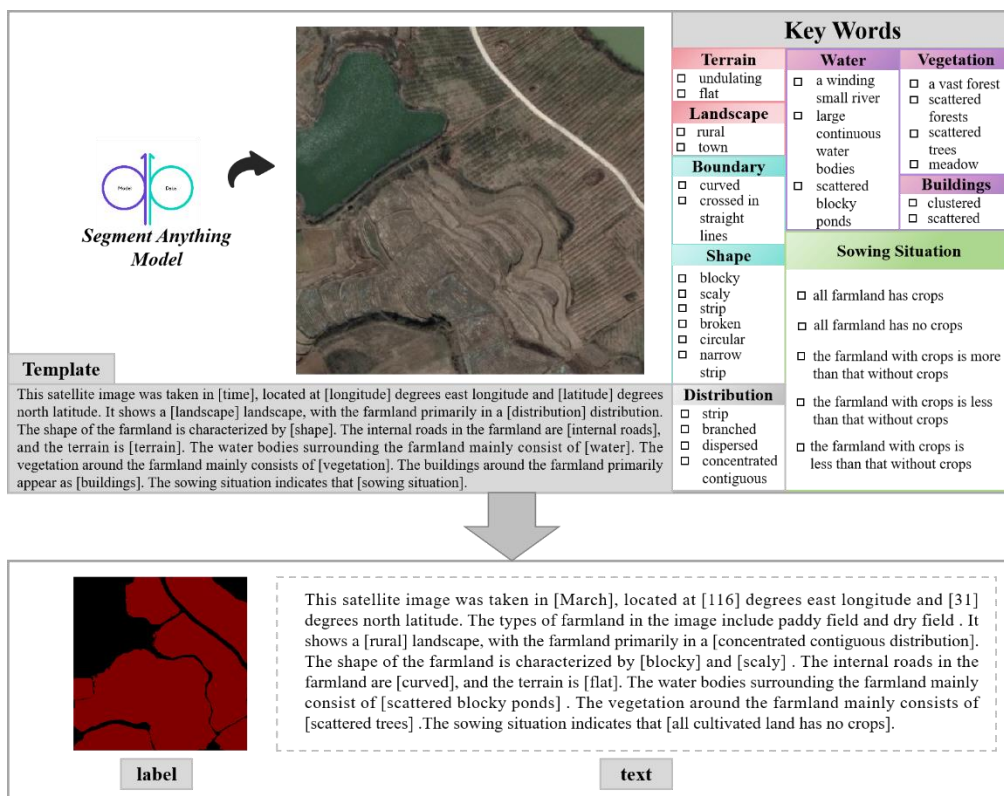 Model
Data
Segment Anything
Model
Key Words
Terrain
undulating
flat
Landscape
rural
town
Boundary
curved
crossed in
straight
lines
Shape
blocky
scaly
strip
broken
circular
narrow
strip
Distribution
strip
branched
dispersed
concentrated
contiguous
Water
a winding
small river
large
continuous
water
bodies
scattered
blocky
ponds
Vegetation
a vast forest
scattered
forests
scattered
trees
meadow
Buildings
clustered
scattered
Sowing Situation
all farmland has crops
all farmland has no crops
the farmland with crops is more
than that without crops
the farmland with crops is less
than that without crops
the farmland with crops is
less than that without crops
Template
This satellite image was taken in [time], located at [longitude] degrees east longitude and [latitude] degrees
north latitude. It shows a [landscape] landscape, with the farmland primarily in a [distribution] distribution.
The shape of the farmland is characterized by [shape]. The internal roads in the farmland are [internal roads],
and the terrain is [terrain]. The water bodies surrounding the farmland mainly consist of [water]. The
vegetation around the farmland mainly consists of [vegetation]. The buildings around the farmland primarily
appear as [buildings]. The sowing situation indicates that [sowing situation].
This satellite image was taken in [March], located at [116] degrees east longitude and [31]
degrees north latitude. The types of farmland in the image include paddy field and dry field . It
shows a [rural] landscape, with the farmland primarily in a [concentrated contiguous distribution].
The shape of the farmland is characterized by [blocky] and [scaly] . The internal roads in the
farmland are [curved], and the terrain is [flat]. The water bodies surrounding the farmland mainly
consist of [scattered blocky ponds] . The vegetation around the farmland mainly consists of
[scattered trees] .The sowing situation indicates that [all cultivated land has no crops].
label
text